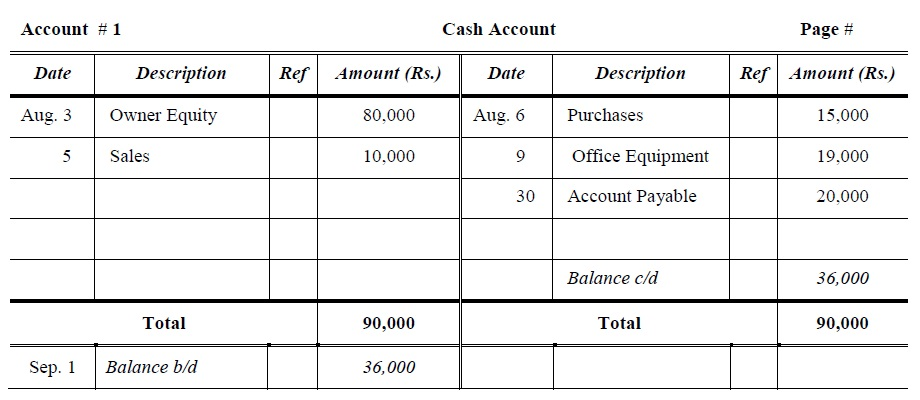 Account # 1 Cash Account Page #
Date Description Ref Amount (Rs.) Date Description Ref Amount (Rs.)
Aug. 3 Owner Equity 80,000 Aug. 6 Purchases 15,000
5 Sales 10,000 9 Office Equipment 19,000
30 Account Payable 20,000
Balance c/d 36,000
Total 90,000 Total 90,000
Sep. 1 Balance b/d 36,000